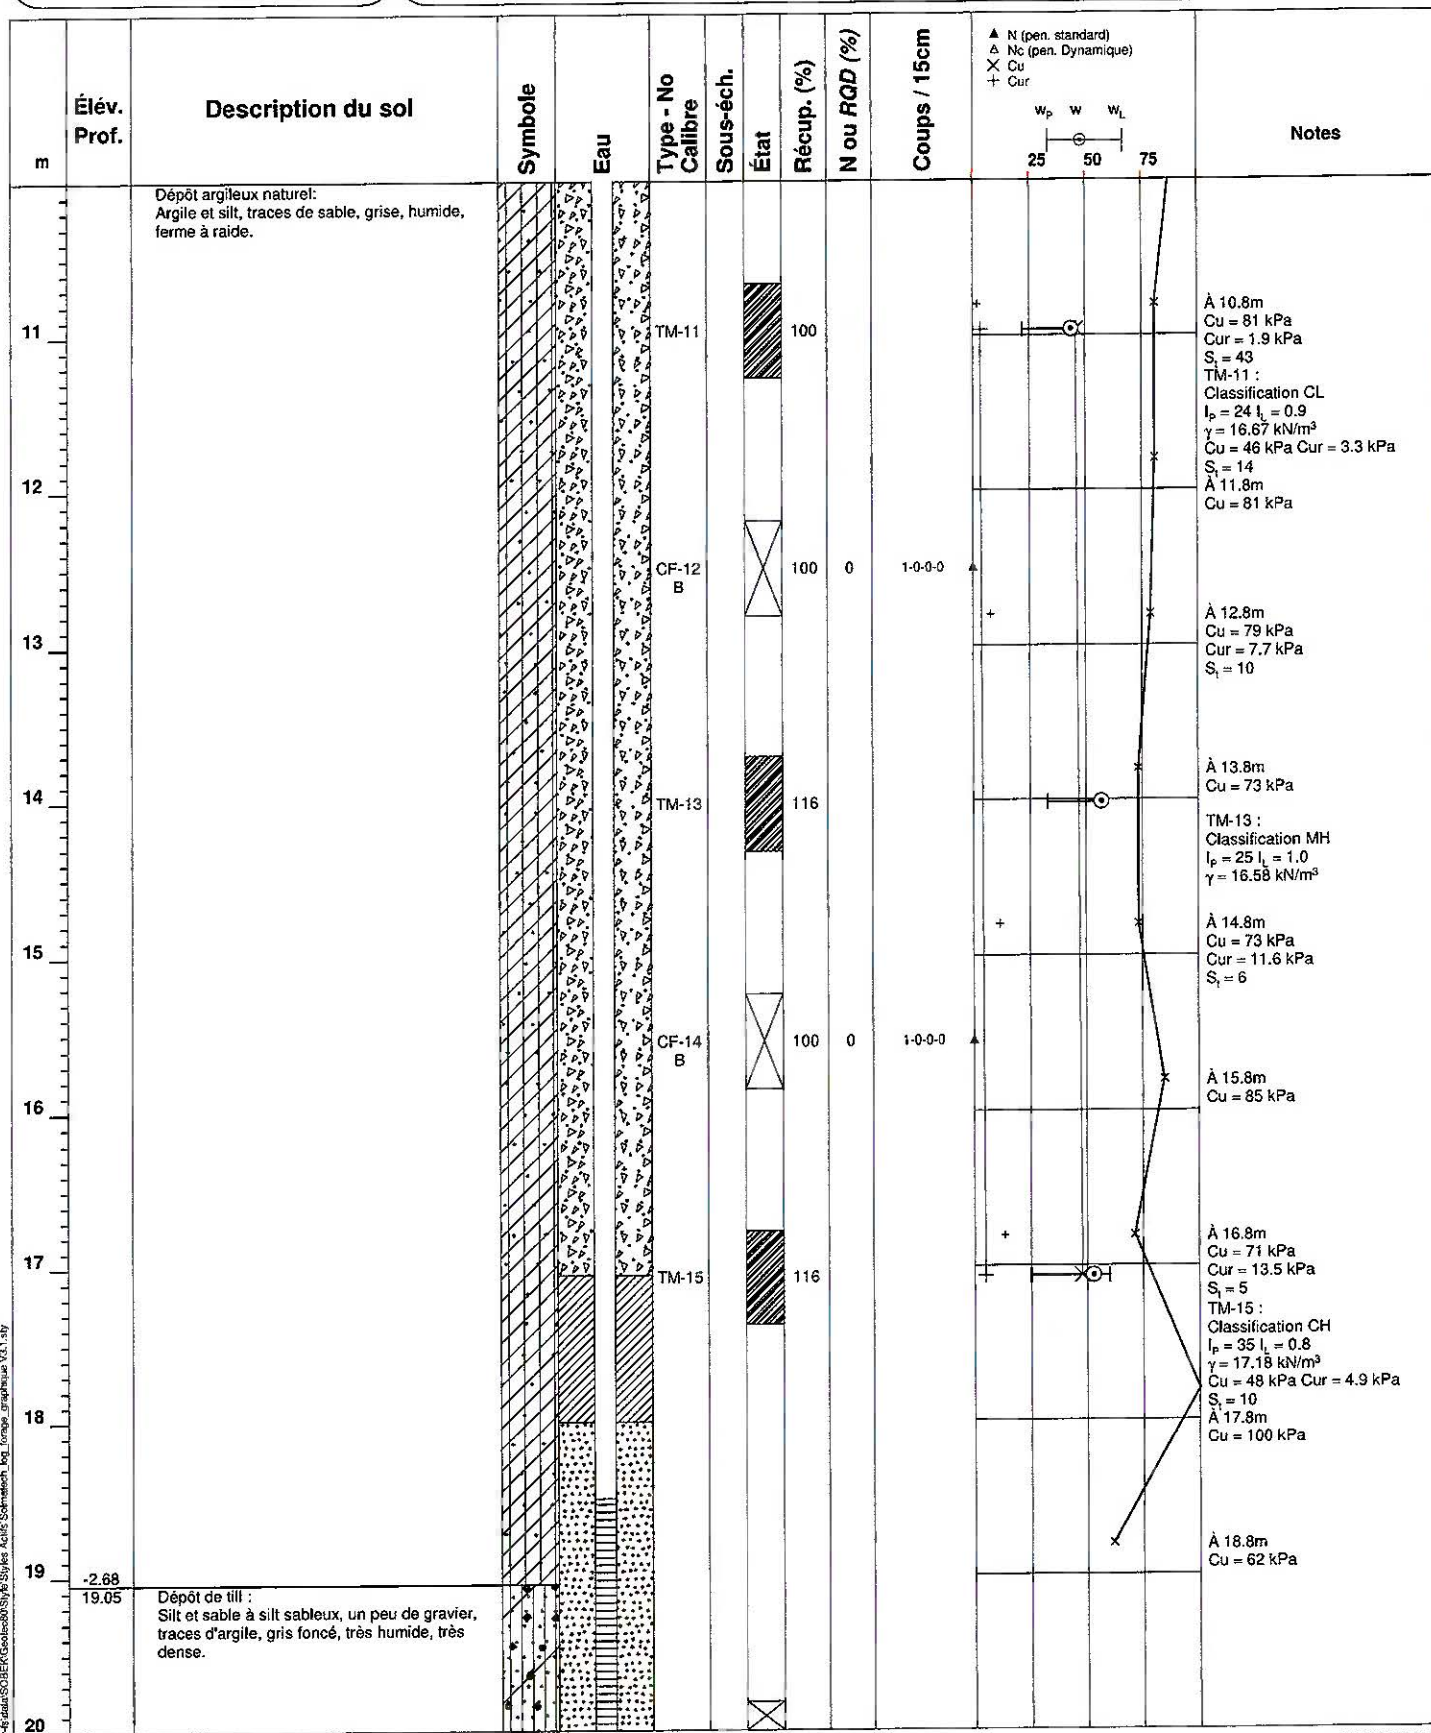 m
Élév.
Prof.
Description du sol
Symbole
Eau
Type - No
Calibre
Sous-éch.
État
Récup. (%)
N ou RQD (%)
Coups / 15cm
▲ N (pen. standard)
△ Nc (pen. Dynamique)
× Cu
+ Cur
wP w wL
25 50 75
Notes
Dépôt argileux naturel:
Argile et silt, traces de sable, grise, humide,
ferme à raide.
À 10.8m
Cu = 81 kPa
Cur = 1.9 kPa
St = 43
11
TM-11
100
TM-11 :
Classification CL
IP = 24 IL = 0.9
γ = 16.67 kN/m³
Cu = 46 kPa Cur = 3.3 kPa
St = 14
12
À 11.8m
Cu = 81 kPa
CF-12
B
100
0
1-0-0-0
13
À 12.8m
Cu = 79 kPa
Cur = 7.7 kPa
St = 10
À 13.8m
Cu = 73 kPa
14
TM-13
116
TM-13 :
Classification MH
IP = 25 IL = 1.0
γ = 16.58 kN/m³
15
À 14.8m
Cu = 73 kPa
Cur = 11.6 kPa
St = 6
CF-14
B
100
0
1-0-0-0
À 15.8m
Cu = 85 kPa
16
À 16.8m
Cu = 71 kPa
Cur = 13.5 kPa
St = 5
17
TM-15
116
TM-15 :
Classification CH
IP = 35 IL = 0.8
γ = 17.18 kN/m³
Cu = 48 kPa Cur = 4.9 kPa
St = 10
18
À 17.8m
Cu = 100 kPa
À 18.8m
Cu = 62 kPa
19
-2.68
19.05
Dépôt de till :
Silt et sable à silt sableux, un peu de gravier,
traces d'argile, gris foncé, très humide, très
dense.
20